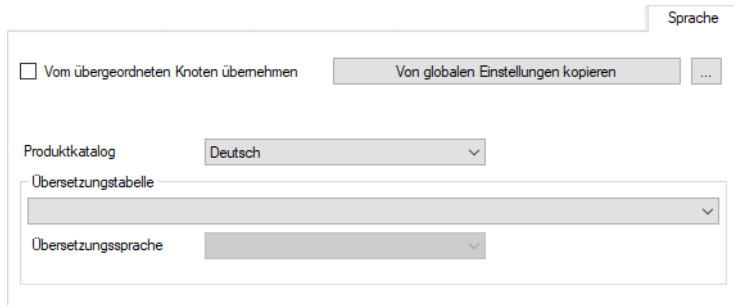 Sprache
Vom übergeordneten Knoten übernehmen Von globalen Einstellungen kopieren ...
Produktkatalog Deutsch
Übersetzungstabelle
Übersetzungssprache